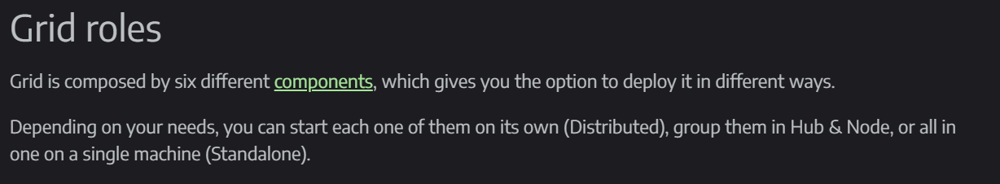 Grid roles
Grid is composed by six different components, which gives you the option to deploy it in different ways.
Depending on your needs, you can start each one of them on its own (Distributed), group them in Hub & Node, or all in
one on a single machine (Standalone).